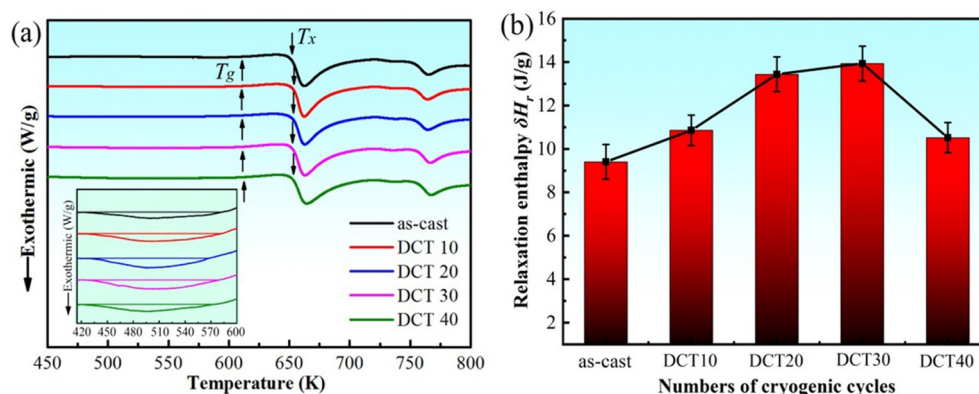 (a)
Tx
Tg
Exothermic (W/g)
Exothermic (W/g)
420 450 480 510 540 570 600
as-cast
DCT 10
DCT 20
DCT 30
DCT 40
450 500 550 600 650 700 750 800
Temperature (K)
(b)
16
14
12
10
8
6
4
2
Relaxation enthalpy δHr (J/g)
as-cast DCT10 DCT20 DCT30 DCT40
Numbers of cryogenic cycles